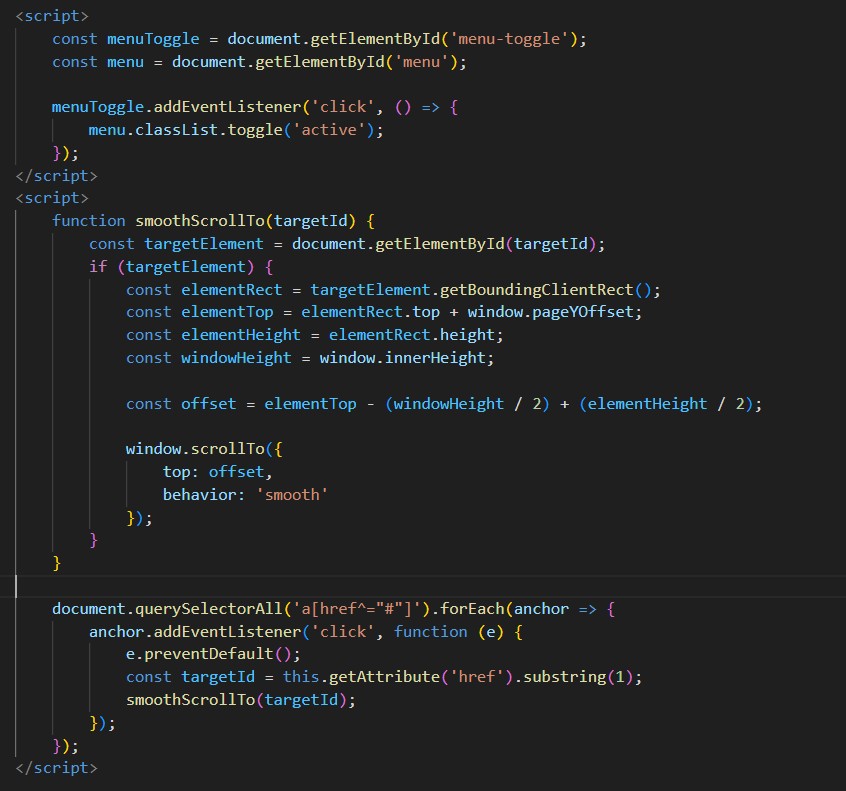 <script>
    const menuToggle = document.getElementById('menu-toggle');
    const menu = document.getElementById('menu');

    menuToggle.addEventListener('click', () => {
        menu.classList.toggle('active');
    });
</script>
<script>
    function smoothScrollTo(targetId) {
        const targetElement = document.getElementById(targetId);
        if (targetElement) {
            const elementRect = targetElement.getBoundingClientRect();
            const elementTop = elementRect.top + window.pageYOffset;
            const elementHeight = elementRect.height;
            const windowHeight = window.innerHeight;

            const offset = elementTop - (windowHeight / 2) + (elementHeight / 2);

            window.scrollTo({
                top: offset,
                behavior: 'smooth'
            });
        }
    }

    document.querySelectorAll('a[href^="#"]').forEach(anchor => {
        anchor.addEventListener('click', function (e) {
            e.preventDefault();
            const targetId = this.getAttribute('href').substring(1);
            smoothScrollTo(targetId);
        });
    });
</script>